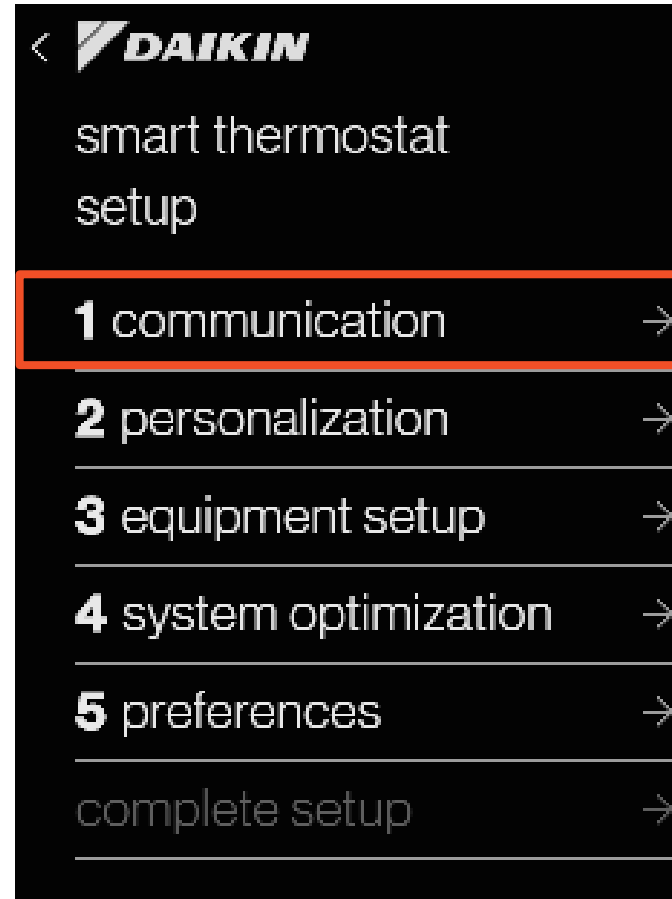 DAIKIN
smart thermostat
setup
1 communication
2 personalization
3 equipment setup
4 system optimization
5 preferences
complete setup